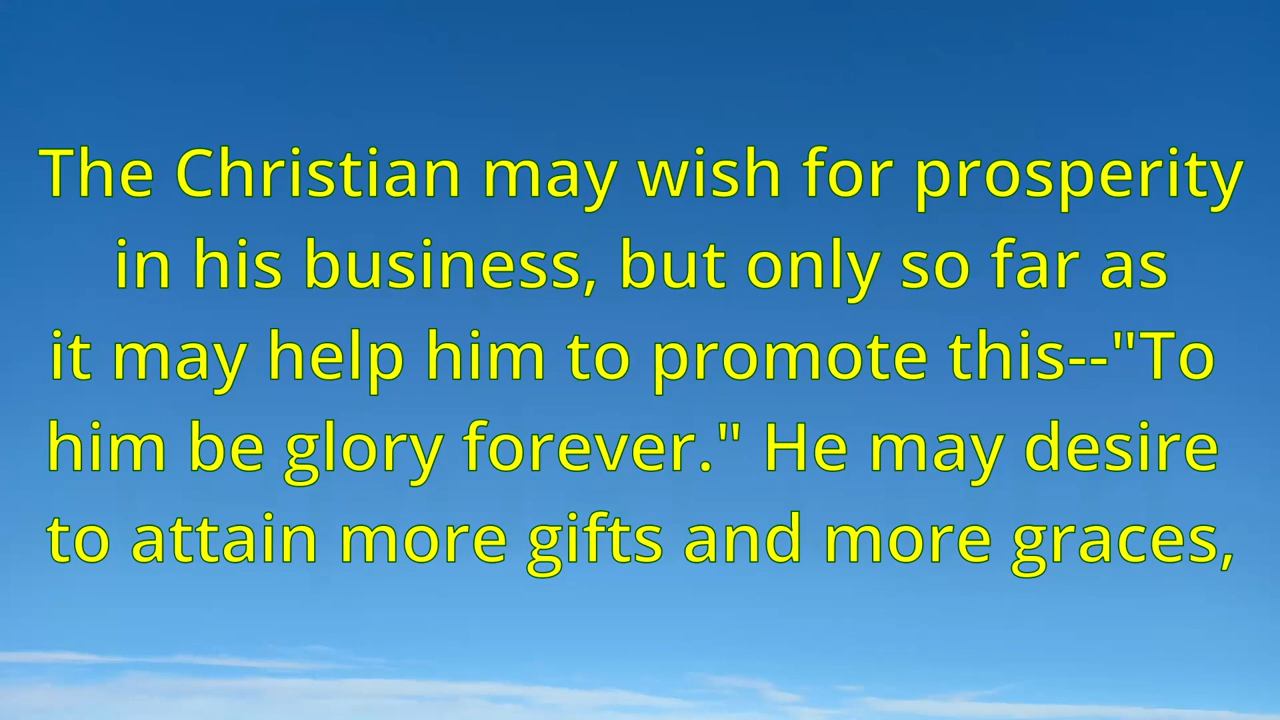 The Christian may wish for prosperity
in his business, but only so far as
it may help him to promote this--"To
him be glory forever." He may desire
to attain more gifts and more graces,